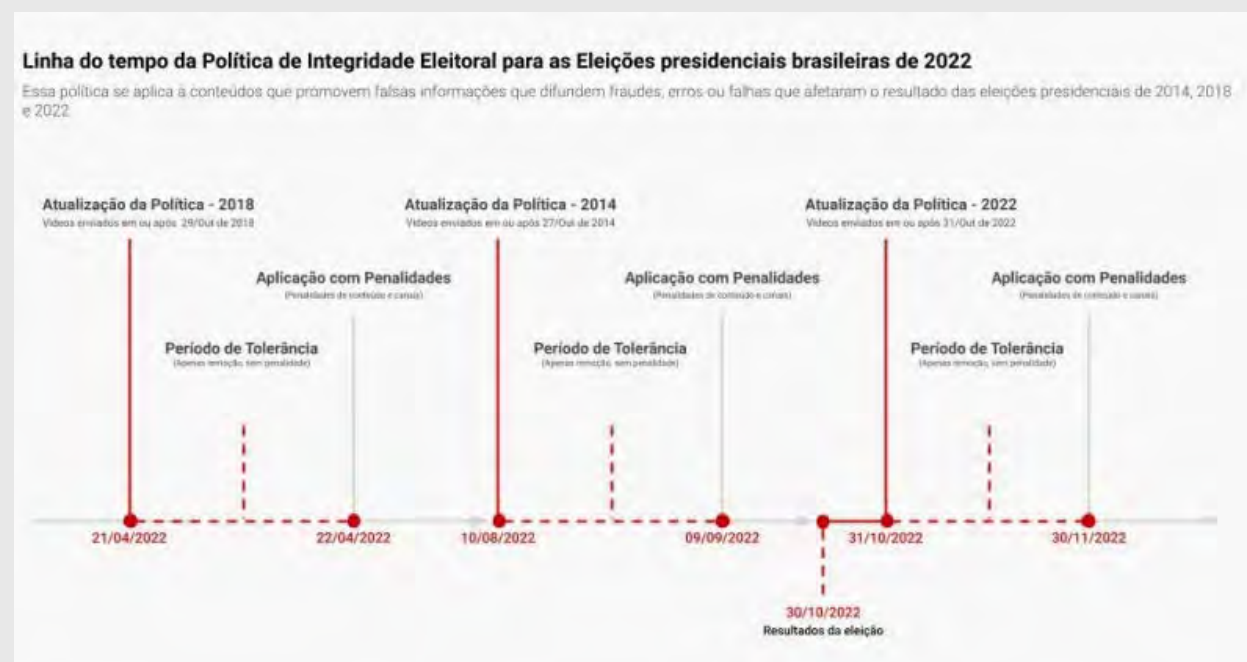 Linha do tempo da Política de Integridade Eleitoral para as Eleições presidenciais brasileiras de 2022
Essa política se aplica a conteúdos que promovem falsas informações que difundem fraudes, erros ou falhas que afetaram o resultado das eleições presidenciais de 2014, 2018
e 2022
Atualização da Política - 2018
Vídeos enviados em ou após 29/Out de 2018
Atualização da Política - 2014
Vídeos enviados em ou após 27/Out de 2014
Atualização da Política - 2022
Vídeos enviados em ou após 31/Out de 2022
Aplicação com Penalidades
(Penalidades de conteúdo e canais)
Aplicação com Penalidades
(Penalidades de conteúdo e canais)
Aplicação com Penalidades
(Penalidades de conteúdo e canais)
Período de Tolerância
(Apenas remoção, sem penalidade)
Período de Tolerância
(Apenas remoção, sem penalidade)
Período de Tolerância
(Apenas remoção, sem penalidade)
21/04/2022
22/04/2022
10/08/2022
09/09/2022
31/10/2022
30/11/2022
30/10/2022
Resultados da eleição